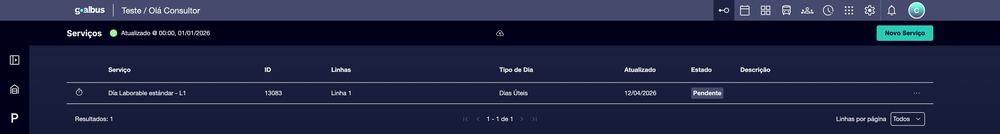 goalbus Teste / Olá Consultor C
Serviços Atualizado @ 00:00, 01/01/2026 Novo Serviço
Serviço ID Linhas Tipo de Dia Atualizado Estado Descrição
Día Laborable estándar - L1 13083 Linha 1 Dias Úteis 12/04/2026 Pendente ...
P
Resultados: 1 1 - 1 de 1 Linhas por página Todos